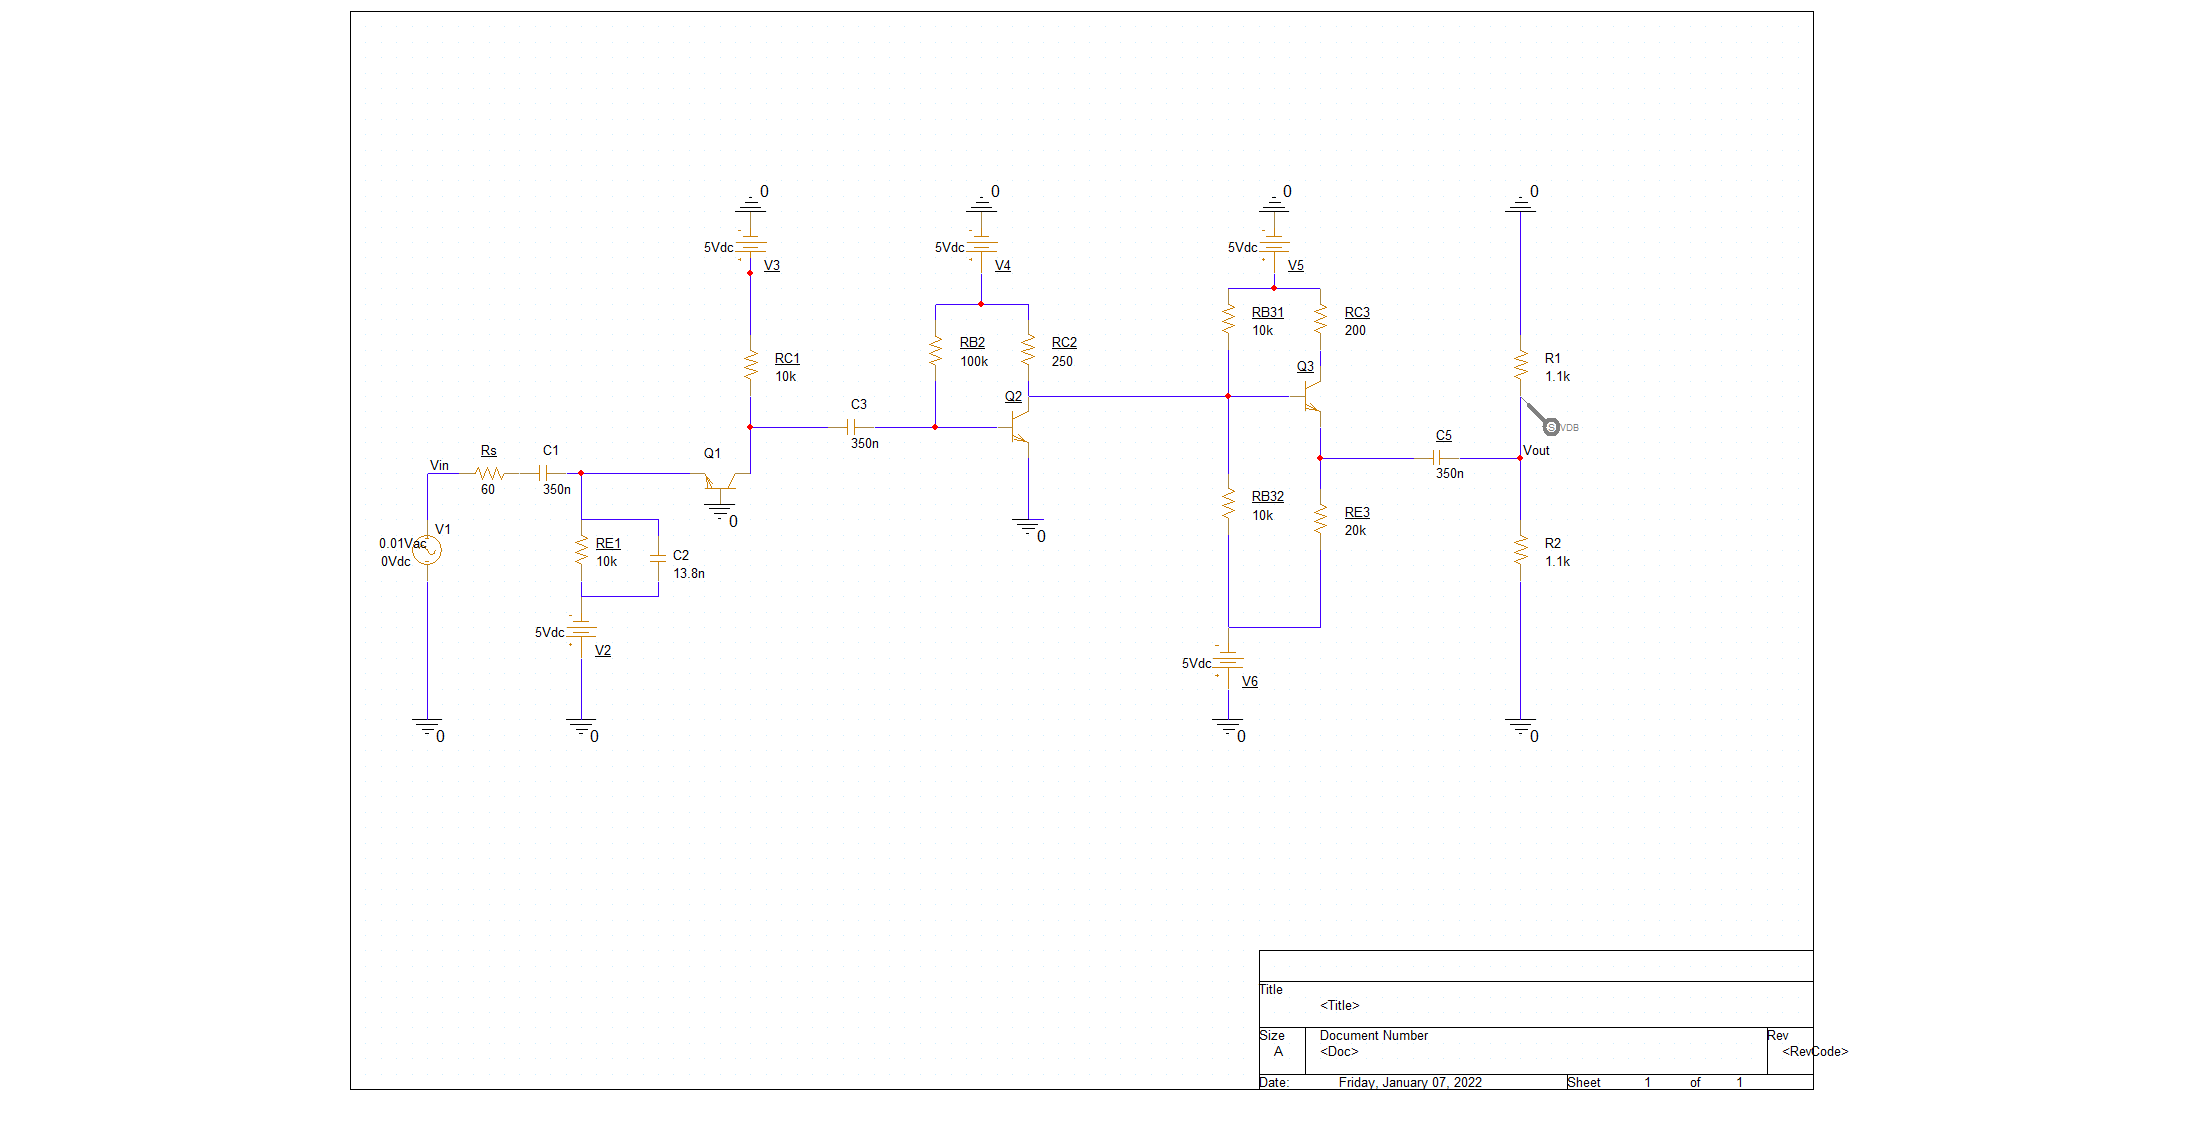 0
0
0
0
5Vdc
V3
5Vdc
V4
5Vdc
V5
RB31
10k
RC3
200
RB2
100k
RC2
250
RC1
10k
R1
1.1k
Q3
Q2
C3
350n
VDB
C5
350n
Vout
Rs
60
C1
350n
Q1
Vin
0
RB32
10k
RE3
20k
0
V1
0.01Vac
0Vdc
RE1
10k
C2
13.8n
R2
1.1k
5Vdc
V2
5Vdc
V6
0
0
0
0
Title
<Title>
Size
A
Document Number
<Doc>
Rev
<RevCode>
Date:
Friday, January 07, 2022
Sheet
1
of
1